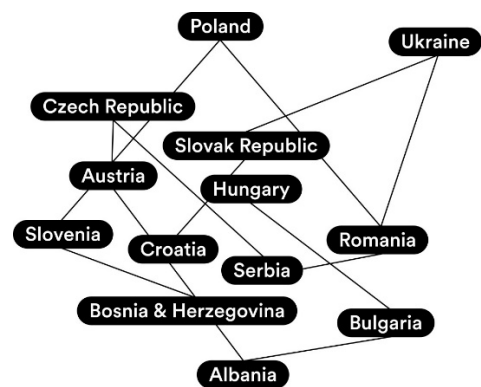 Poland
Ukraine
Czech Republic
Slovak Republic
Austria
Hungary
Slovenia
Croatia
Romania
Serbia
Bosnia & Herzegovina
Bulgaria
Albania